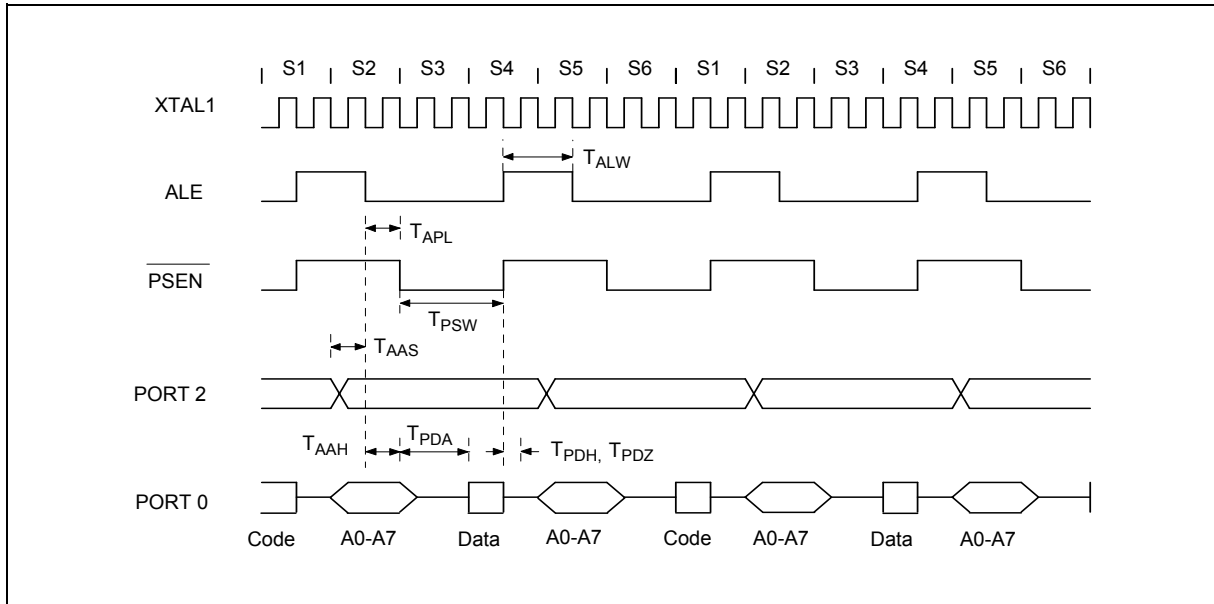 S1 S2 S3 S4 S5 S6 S1 S2 S3 S4 S5 S6
XTAL1
TALW
ALE
TAPL
PSEN
TPSW
TAAS
PORT 2
TAAH TPDA TPDH, TPDZ
PORT 0
Code A0-A7 Data A0-A7 Code A0-A7 Data A0-A7